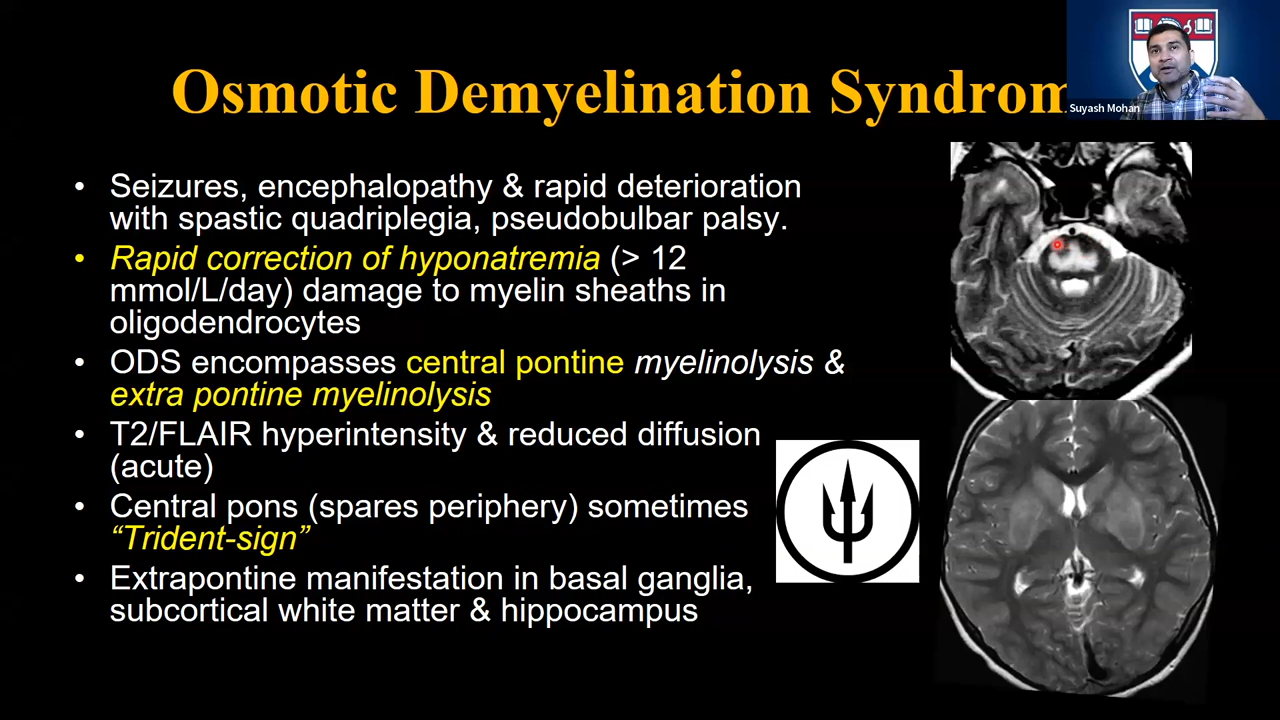 Osmotic Demyelination Syndrom
Suyash Mohan
• Seizures, encephalopathy & rapid deterioration
with spastic quadriplegia, pseudobulbar palsy.
• Rapid correction of hyponatremia (> 12
mmol/L/day) damage to myelin sheaths in
oligodendrocytes
• ODS encompasses central pontine myelinolysis &
extra pontine myelinolysis
• T2/FLAIR hyperintensity & reduced diffusion
(acute)
• Central pons (spares periphery) sometimes
“Trident-sign”
• Extrapontine manifestation in basal ganglia,
subcortical white matter & hippocampus